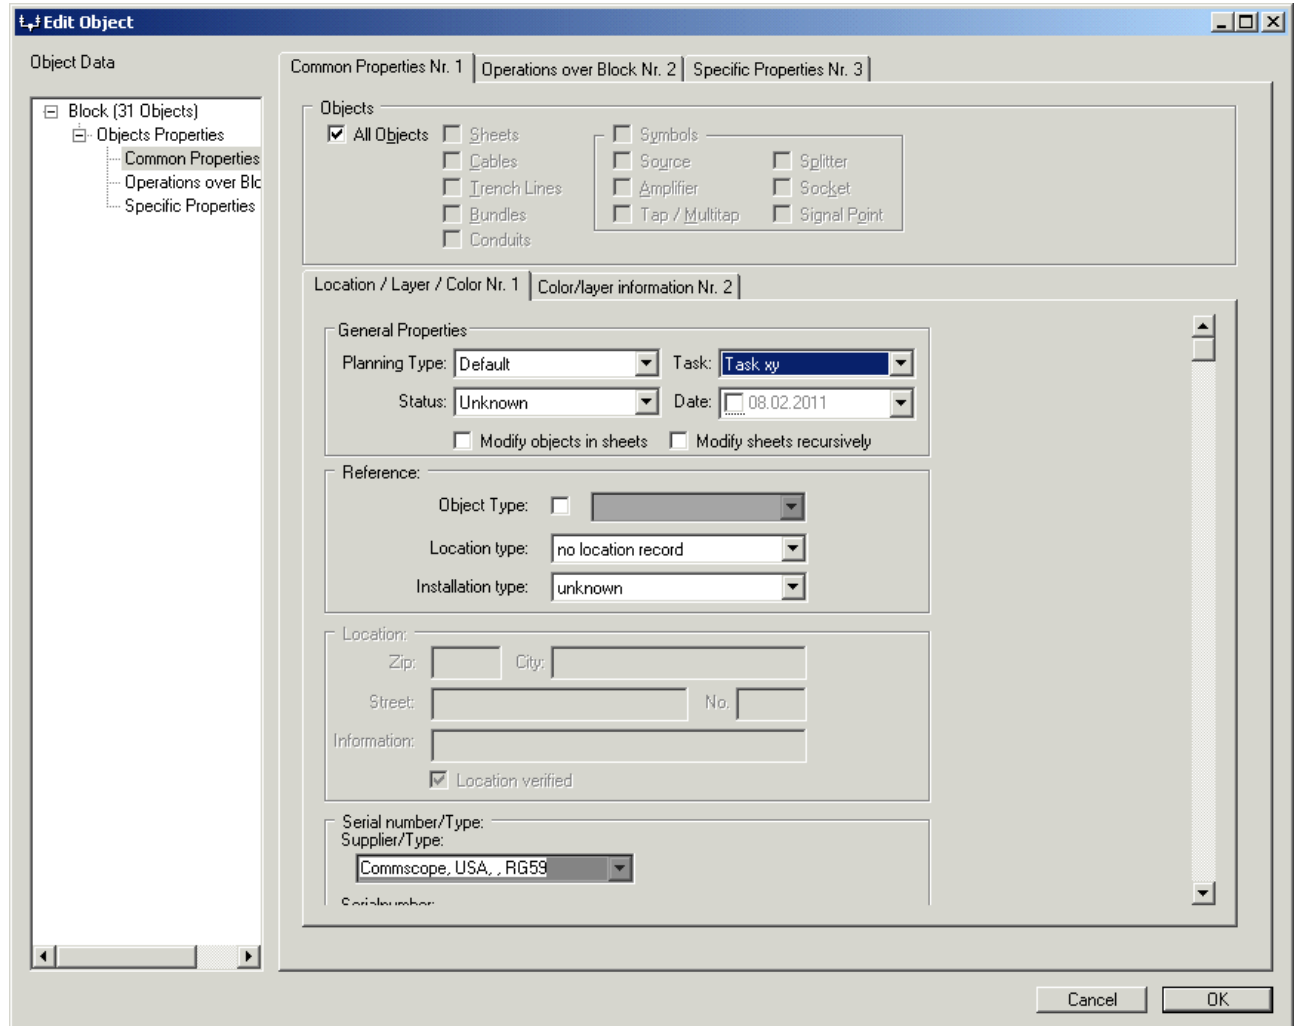 Edit Object
Object Data
Block (31 Objects)
Objects Properties
Common Properties
Operations over Blo
Specific Properties
Common Properties Nr. 1
Operations over Block Nr. 2
Specific Properties Nr. 3
Objects
All Objects
Sheets
Symbols
Cables
Source
Splitter
Trench Lines
Amplifier
Socket
Bundles
Tap / Multitap
Signal Point
Conduits
Location / Layer / Color Nr. 1
Color/layer information Nr. 2
General Properties
Planning Type: Default
Task: Task xy
Status: Unknown
Date: 08.02.2011
Modify objects in sheets
Modify sheets recursively
Reference:
Object Type:
Location type: no location record
Installation type: unknown
Location:
Zip:
City:
Street:
No.
Information:
Location verified
Serial number/Type:
Supplier/Type:
Commscope, USA, , RG59
Serialnumber:
Cancel
OK